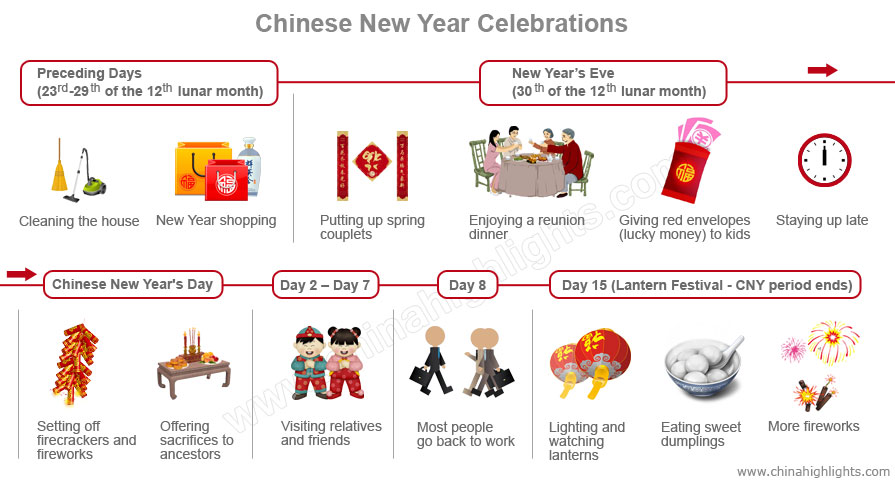 Chinese New Year Celebrations
Preceding Days
(23rd-29th of the 12th lunar month)
New Year's Eve
(30th of the 12th lunar month)
Cleaning the house
New Year shopping
Putting up spring
couplets
Enjoying a reunion
dinner
Giving red envelopes
(lucky money) to kids
Staying up late
Chinese New Year's Day
Day 2 – Day 7
Day 8
Day 15 (Lantern Festival - CNY period ends)
Setting off
firecrackers and
fireworks
Offering
sacrifices to
ancestors
Visiting relatives
and friends
Most people
go back to work
Lighting and
watching
lanterns
Eating sweet
dumplings
More fireworks
www.chinahighlights.com
www.chinahighlights.com